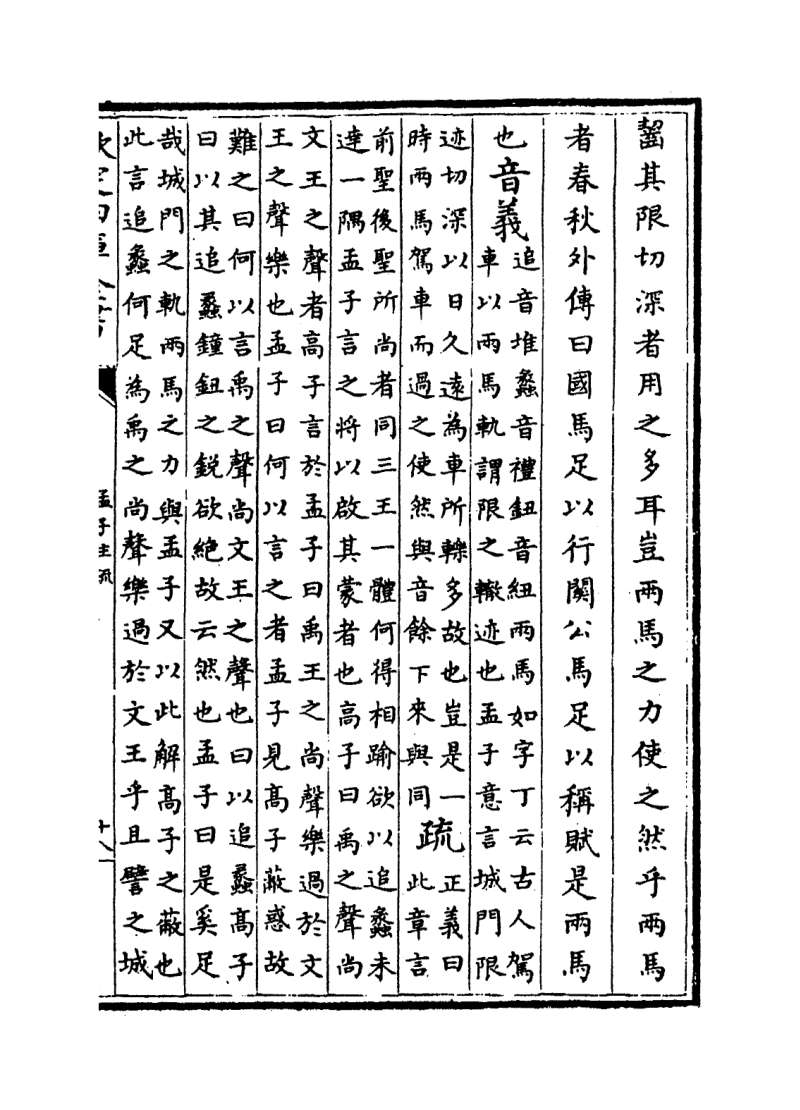 齧其限切深者用之多耳豈兩馬之力使之然乎兩馬
者春秋外傳曰國馬足以行關公馬足以稱賦是兩馬
也音義追音堆蠡音禮鈕音紐兩馬如字丁云古人駕
車以兩馬軌謂限之轍迹也孟子意言城門限
迹切深以日久遠為車所轢多故也豈是一
時兩馬駕車而過之使然與音餘下來與同
疏正義曰
此章言
前聖後聖所尚者同三王一體何得相踰欲以追蠡未
達一隅孟子言之將以啟其蒙者也高子曰禹之聲尚
文王之聲者高子言於孟子曰禹王之尚聲樂過於文
王之聲樂也孟子曰何以言之者孟子見高子蔽惑故
難之曰何以言禹之聲尚文王之聲也曰以追蠡高子
曰以其追蠡鐘鈕之鋭欲絶故云然也孟子曰是奚足
哉城門之軌兩馬之力與孟子又以此解高子之蔽也
此言追蠡何足為禹之尚聲樂過於文王乎且譬之城
欽定四庫全書
孟子注疏
十八